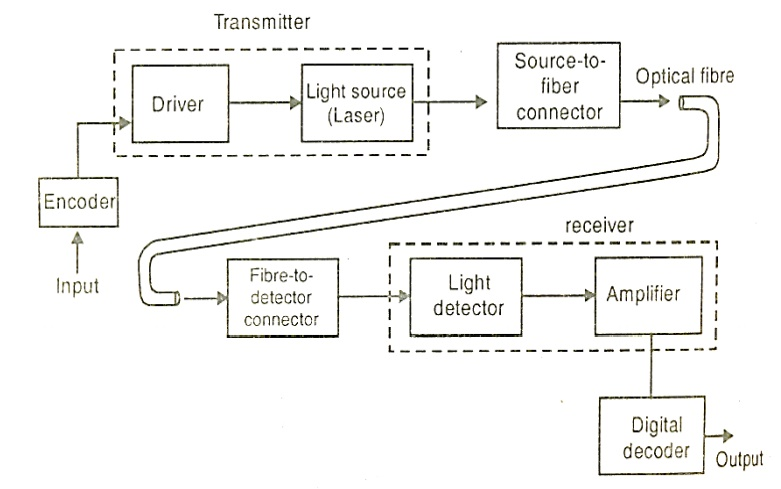 Transmitter
Driver
Light source
(Laser)
Source-to-
fiber
connector
Optical fibre
Encoder
Input
receiver
Fibre-to-
detector
connector
Light
detector
Amplifier
Digital
decoder
Output